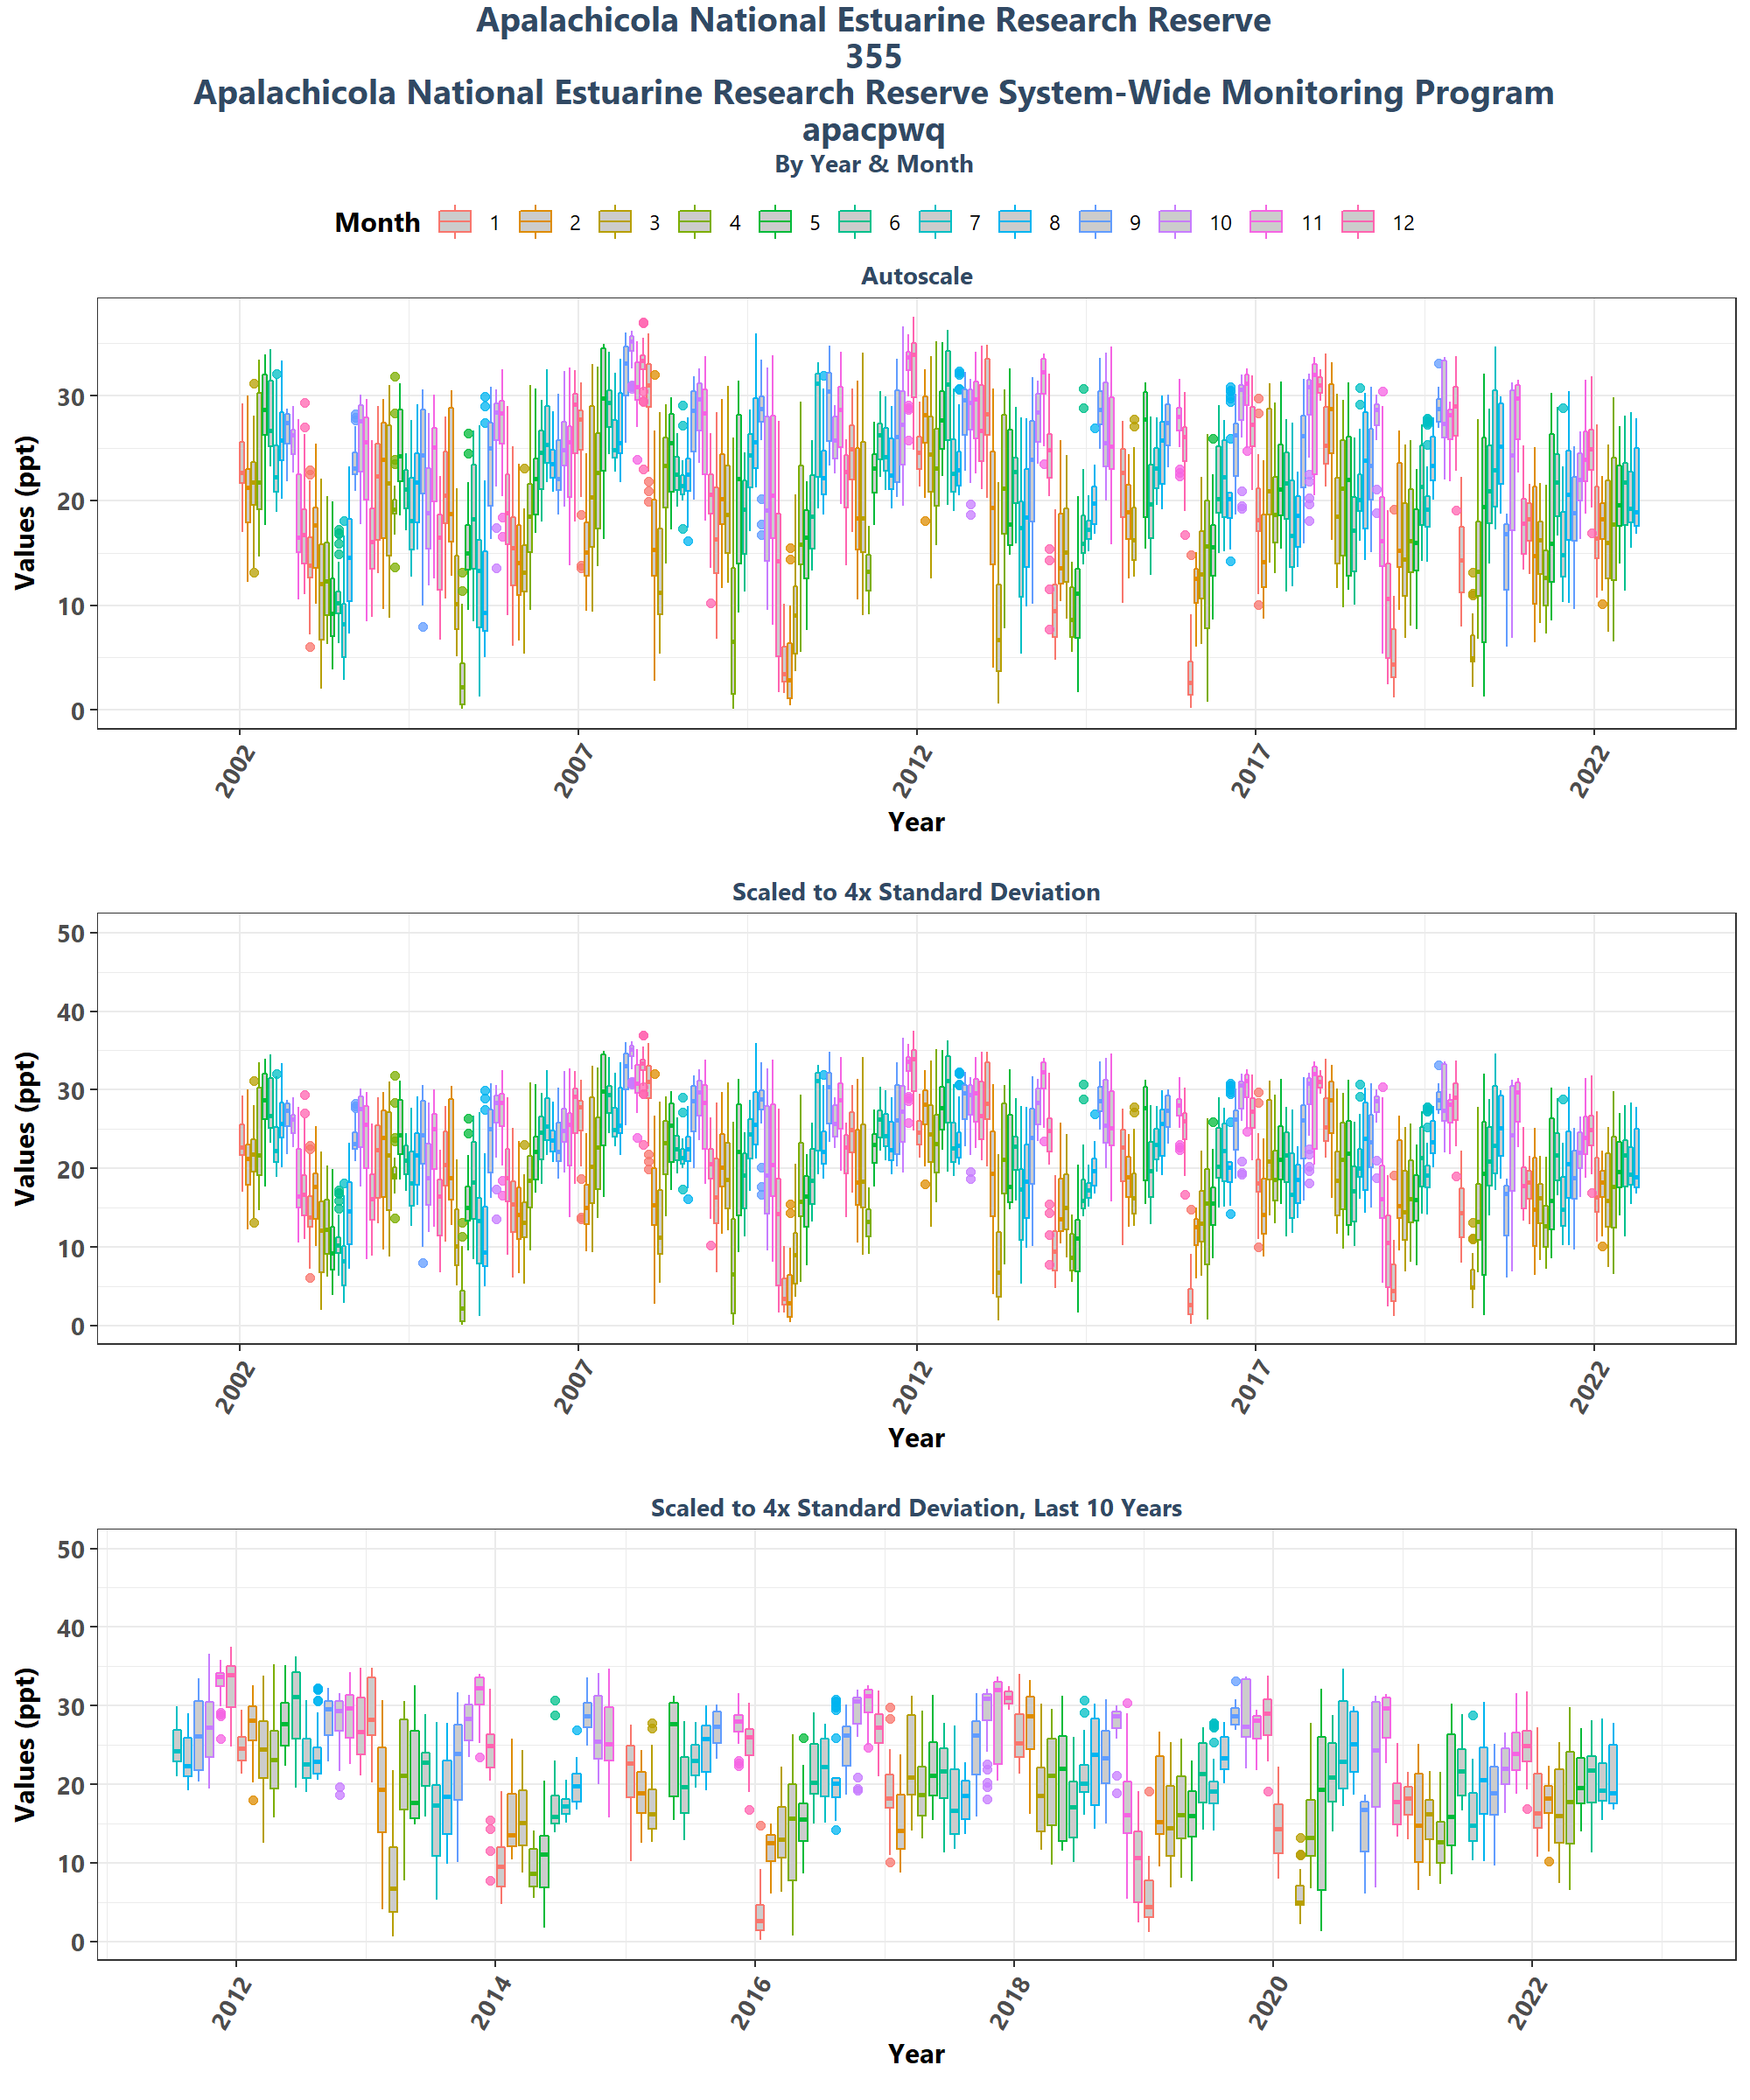 Apalachicola National Estuarine Research Reserve
355
Apalachicola National Estuarine Research Reserve System-Wide Monitoring Program
apacpwq
By Year & Month
Month 1 2 3 4 5 6 7 8 9 10 11 12
Autoscale
Values (ppt)
30
20
10
0
2002 2007 2012 2017 2022
Year
Scaled to 4x Standard Deviation
Values (ppt)
50
40
30
20
10
0
2002 2007 2012 2017 2022
Year
Scaled to 4x Standard Deviation, Last 10 Years
Values (ppt)
50
40
30
20
10
0
2012 2014 2016 2018 2020 2022
Year